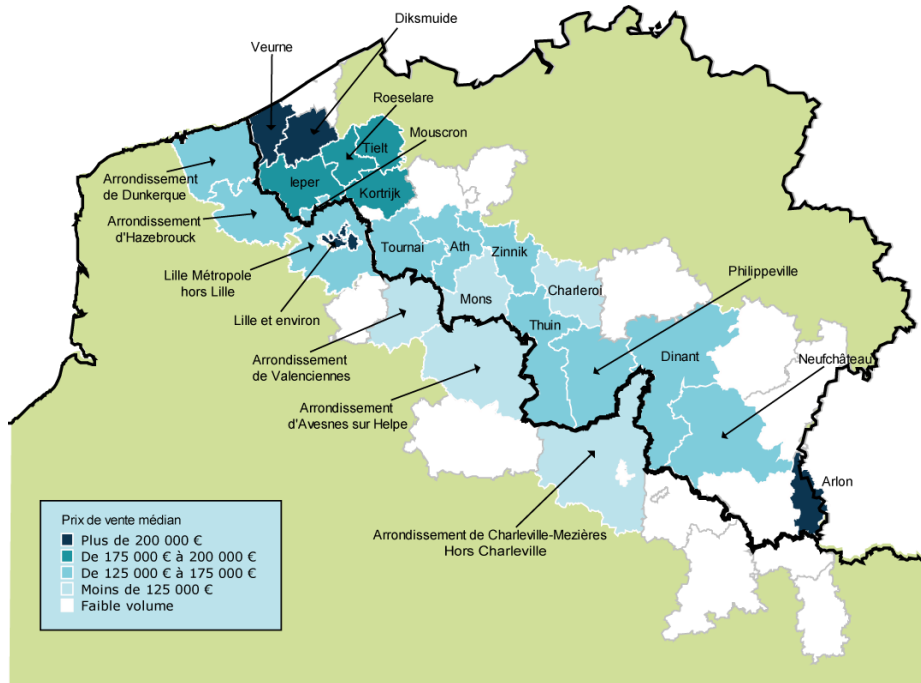 Diksmuide
Veurne
Roeselare
Mouscron
Tielt
Ieper
Kortrijk
Arrondissement
de Dunkerque
Arrondissement
d'Hazebrouck
Tournai
Ath
Zinnik
Lille Métropole
hors Lille
Mons
Charleroi
Philippeville
Lille et environ
Thuin
Dinant
Neufchâteau
Arrondissement
de Valenciennes
Arrondissement
d'Avesnes sur Helpe
Arlon
Arrondissement de Charleville-Mezières
Hors Charleville
Prix de vente médian
Plus de 200 000 €
De 175 000 € à 200 000 €
De 125 000 € à 175 000 €
Moins de 125 000 €
Faible volume